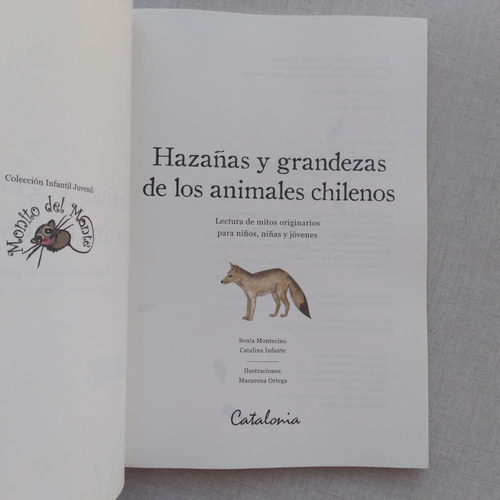 Colección Infantil Juvenil
Monito del Monte
Hazañas y grandezas
de los animales chilenos
Lectura de mitos originarios
para niños, niñas y jóvenes
Sonia Montecino
Catalina Infante
Ilustraciones
Macarena Ortega
Catalonia